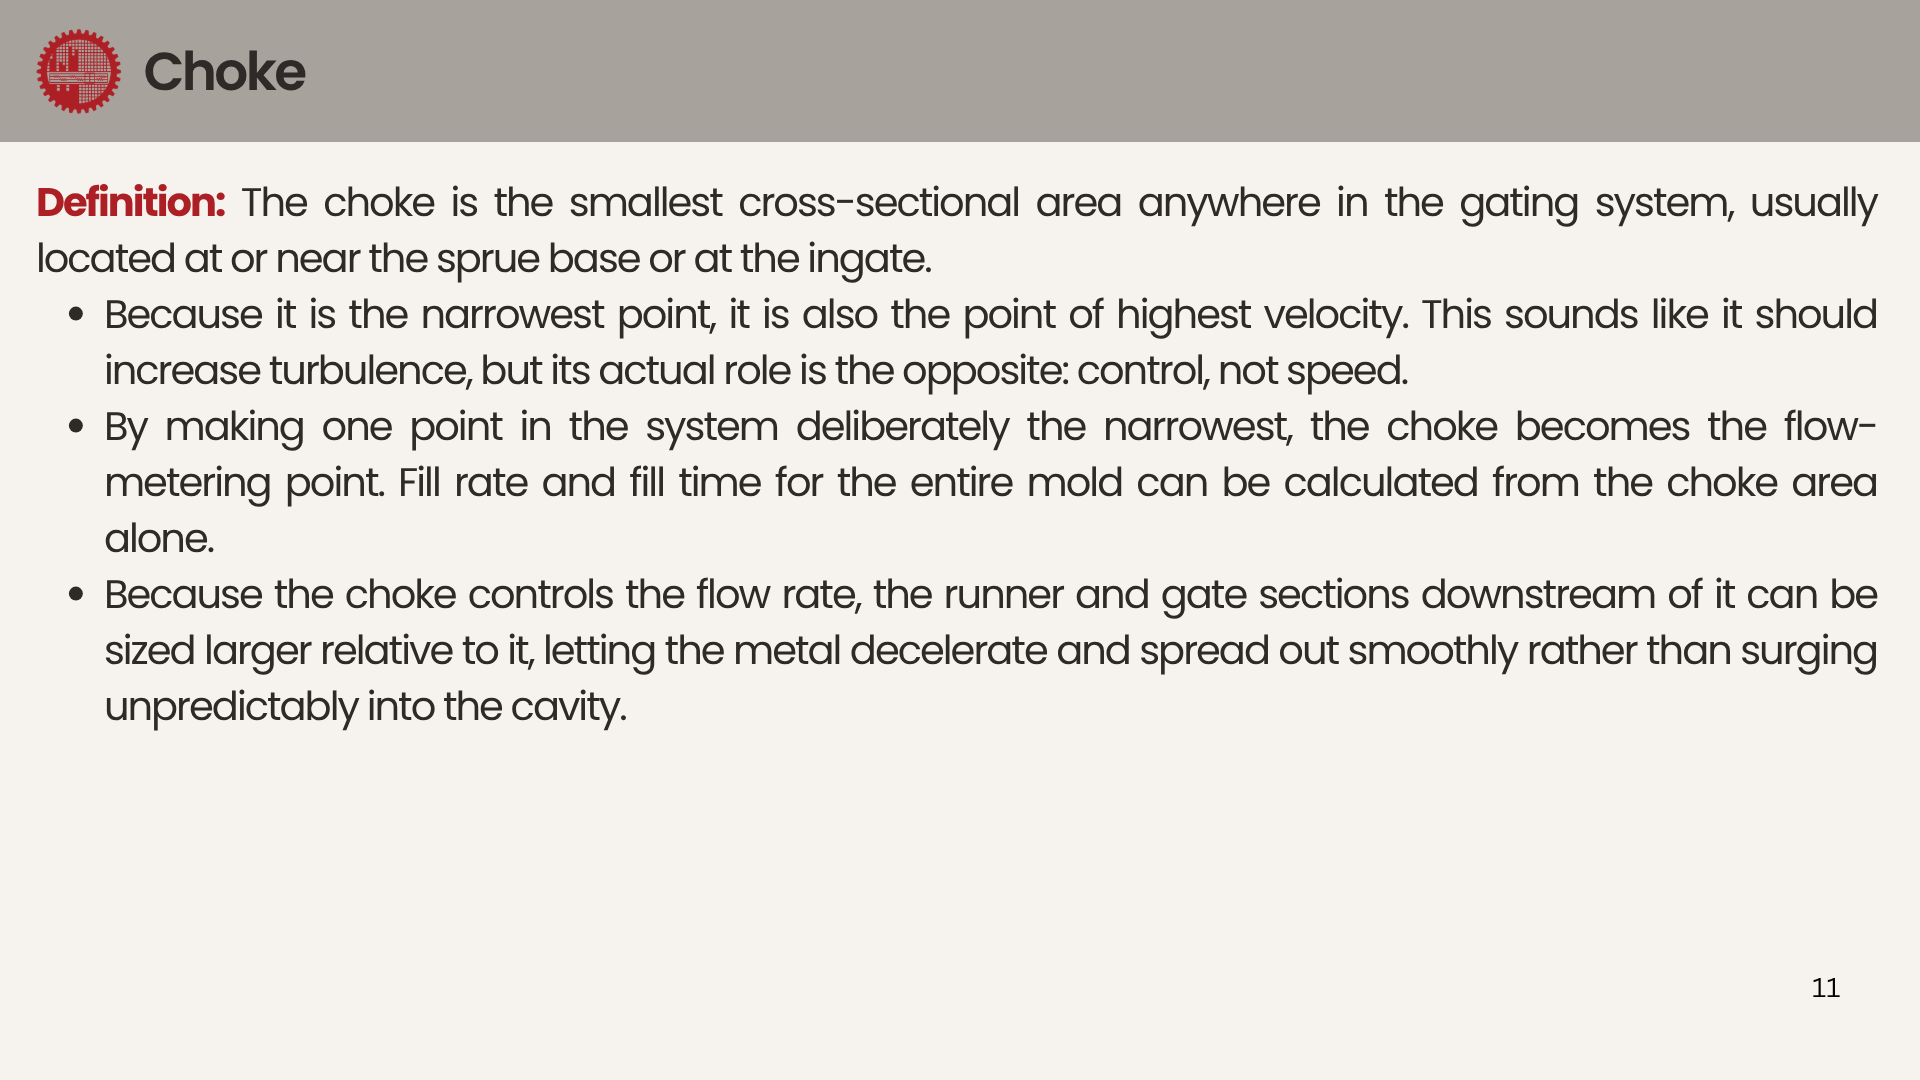 Choke
Definition: The choke is the smallest cross-sectional area anywhere in the gating system, usually
located at or near the sprue base or at the ingate.
• Because it is the narrowest point, it is also the point of highest velocity. This sounds like it should
increase turbulence, but its actual role is the opposite: control, not speed.
• By making one point in the system deliberately the narrowest, the choke becomes the flow-
metering point. Fill rate and fill time for the entire mold can be calculated from the choke area
alone.
• Because the choke controls the flow rate, the runner and gate sections downstream of it can be
sized larger relative to it, letting the metal decelerate and spread out smoothly rather than surging
unpredictably into the cavity.
11